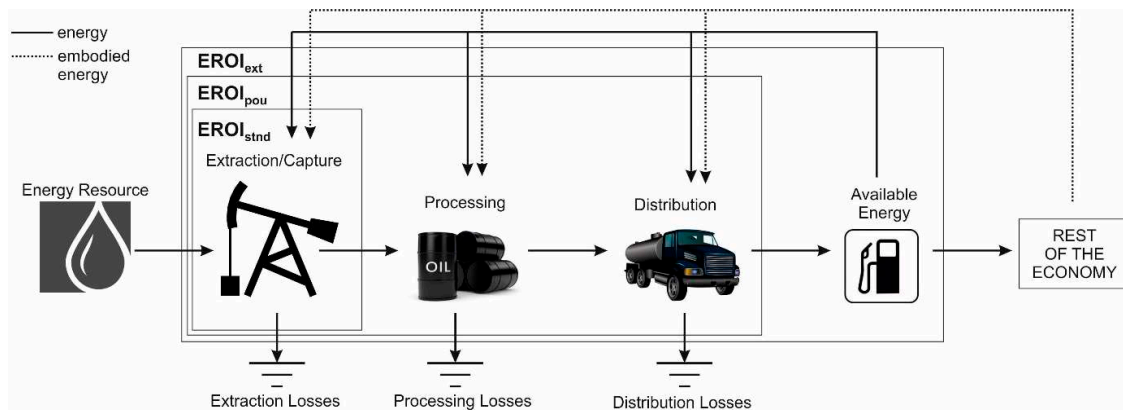 energy
embodied
energy
EROIext
EROIpou
EROIstnd
Extraction/Capture
Energy Resource
Processing
Distribution
Available
Energy
OIL
REST
OF THE
ECONOMY
Extraction Losses
Processing Losses
Distribution Losses